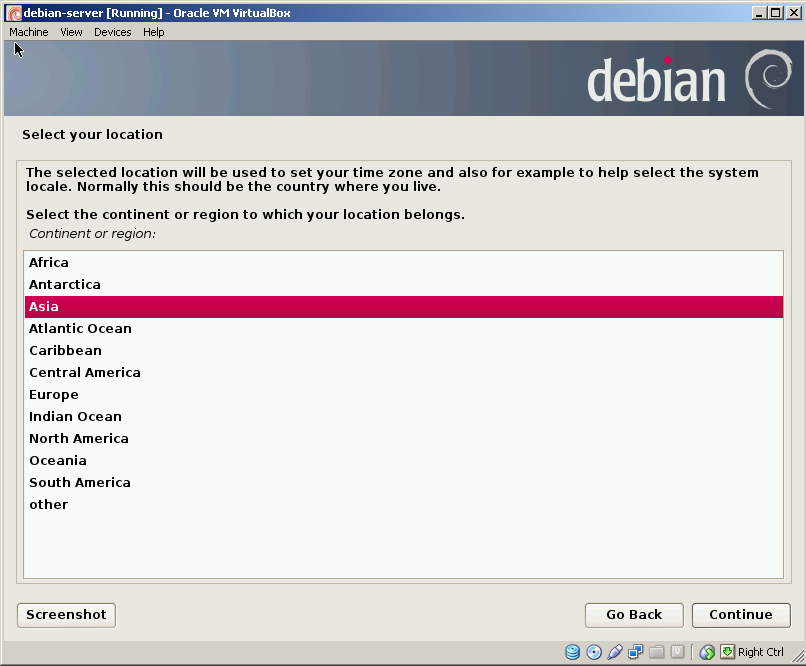 debian-server [Running] - Oracle VM VirtualBox
Machine View Devices Help
debian
Select your location
The selected location will be used to set your time zone and also for example to help select the system
locale. Normally this should be the country where you live.
Select the continent or region to which your location belongs.
Continent or region:
Africa
Antarctica
Asia
Atlantic Ocean
Caribbean
Central America
Europe
Indian Ocean
North America
Oceania
South America
other
Screenshot Go Back Continue
Right Ctrl